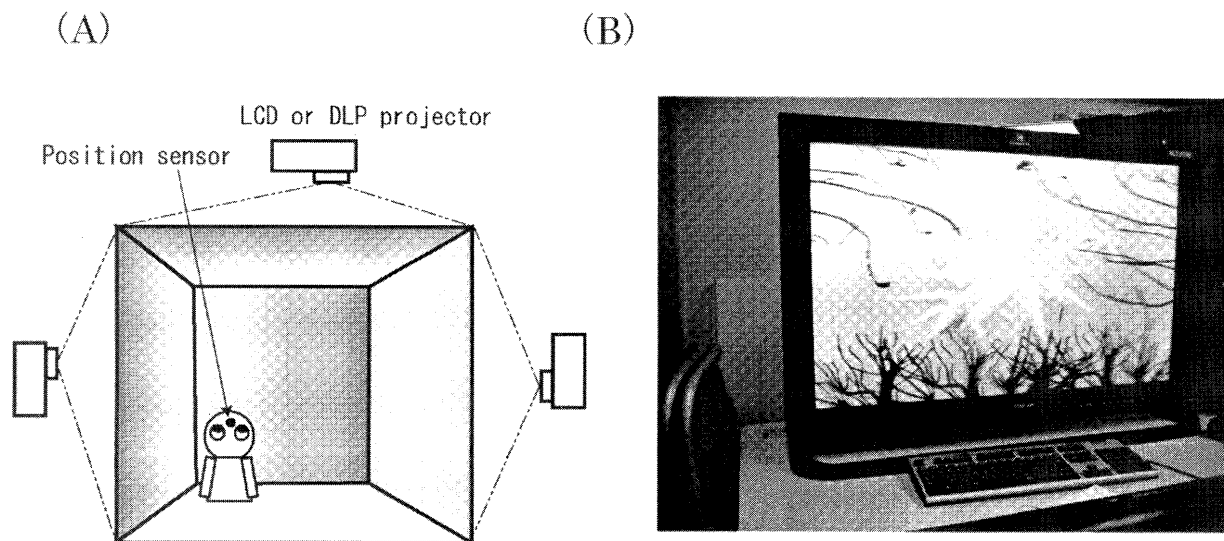 (A)
(B)
LCD or DLP projector
Position sensor